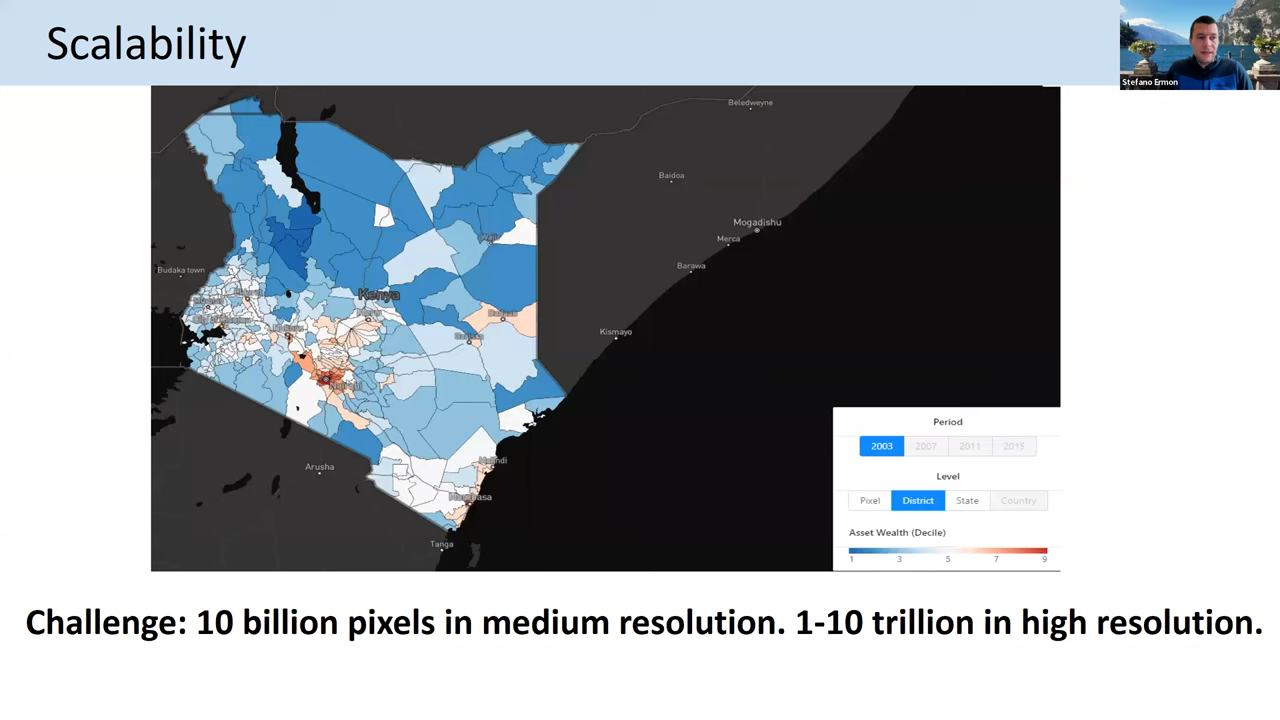 Scalability
Stefano Ermon
Beledweyne
Baidoa
Mogadishu
Merca
Barawa
Budaka town
Kenya
Kismayo
Nairobi
Arusha
Malindi
Mombasa
Tanga
Period
2003 2007 2011 2015
Level
Pixel District State Country
Asset Wealth (Decile)
1 3 5 7 9
Challenge: 10 billion pixels in medium resolution. 1-10 trillion in high resolution.